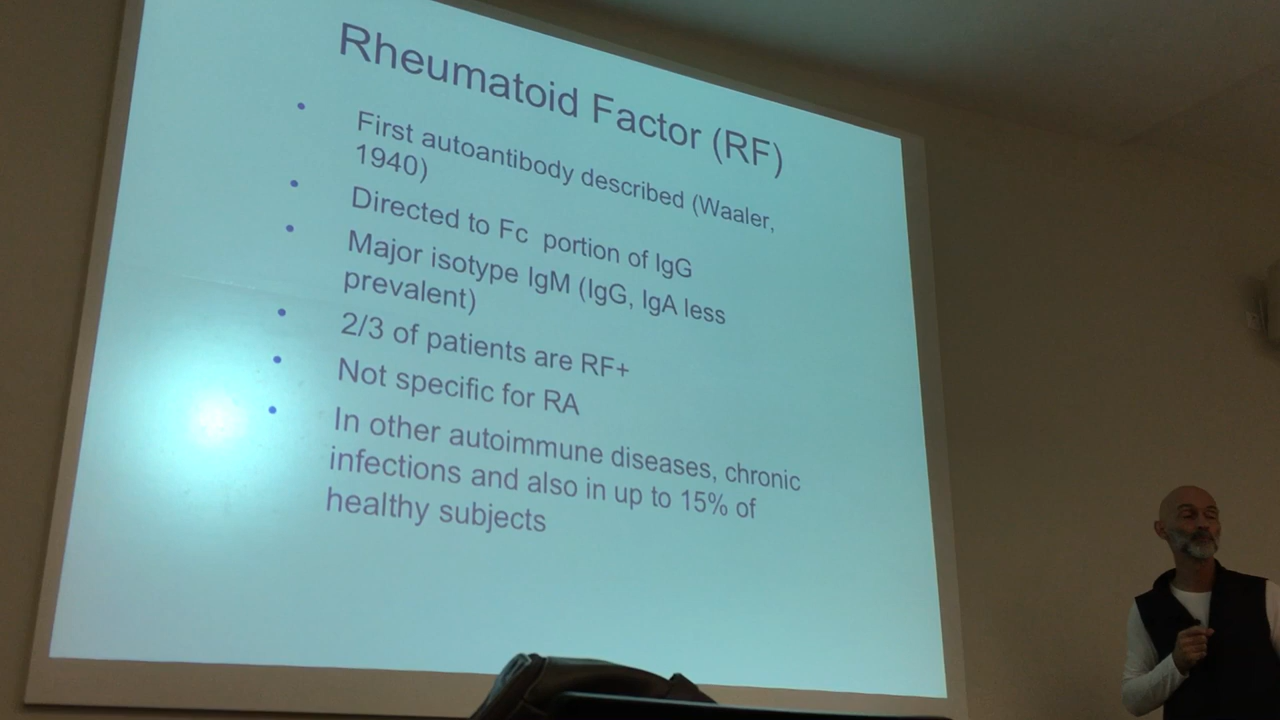 Rheumatoid Factor (RF)
• First autoantibody described (Waaler,
1940)
• Directed to Fc portion of IgG
• Major isotype IgM (IgG, IgA less
prevalent)
• 2/3 of patients are RF+
• Not specific for RA
• In other autoimmune diseases, chronic
infections and also in up to 15% of
healthy subjects